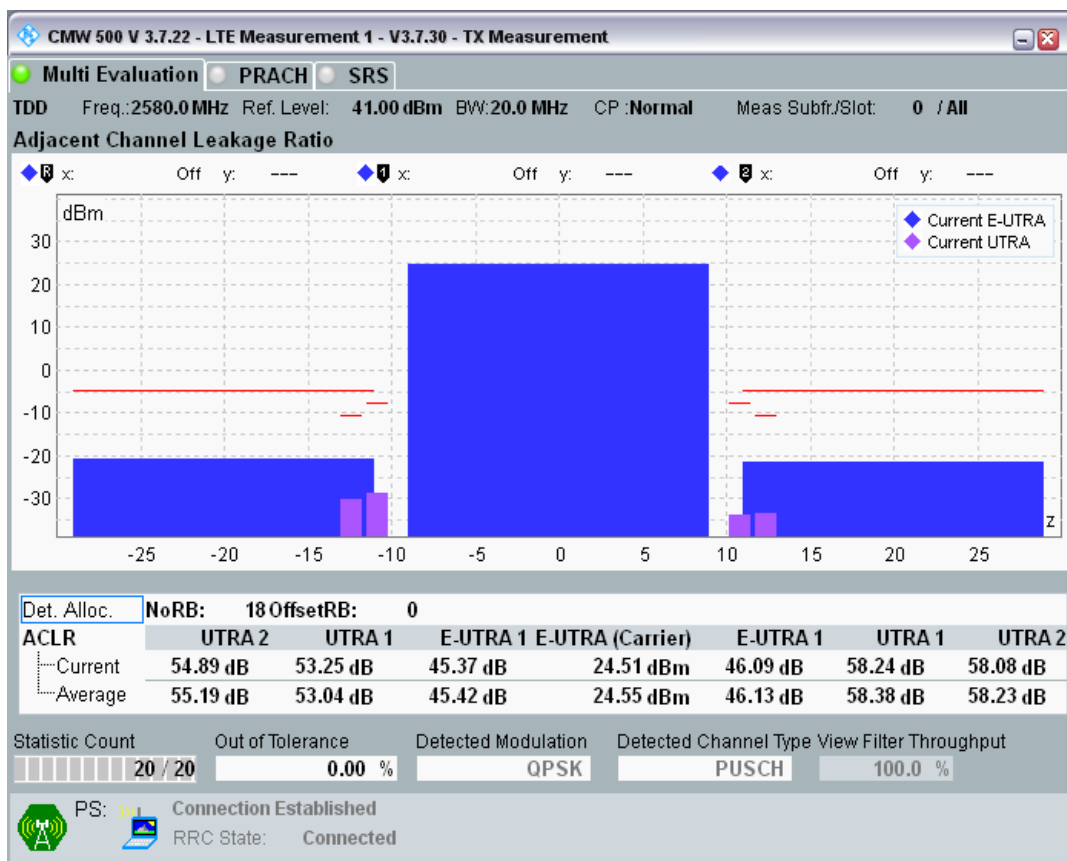 CMW 500 V 3.7.22 - LTE Measurement 1 - V3.7.30 - TX Measurement
Multi Evaluation PRACH SRS
TDD Freq.:2580.0 MHz Ref. Level: 41.00 dBm BW:20.0 MHz CP :Normal Meas Subfr./Slot: 0 / All
Adjacent Channel Leakage Ratio
R x: Off y: --- 1 x: Off y: --- 2 x: Off y: ---
dBm
Current E-UTRA
Current UTRA
30
20
10
0
-10
-20
-30
z
-25 -20 -15 -10 -5 0 5 10 15 20 25
Det. Alloc. NoRB: 18 OffsetRB: 0
ACLR UTRA 2 UTRA 1 E-UTRA 1 E-UTRA (Carrier) E-UTRA 1 UTRA 1 UTRA 2
Current 54.89 dB 53.25 dB 45.37 dB 24.51 dBm 46.09 dB 58.24 dB 58.08 dB
Average 55.19 dB 53.04 dB 45.42 dB 24.55 dBm 46.13 dB 58.38 dB 58.23 dB
Statistic Count Out of Tolerance Detected Modulation Detected Channel Type View Filter Throughput
20 / 20 0.00 % QPSK PUSCH 100.0 %
PS: Connection Established
RRC State: Connected